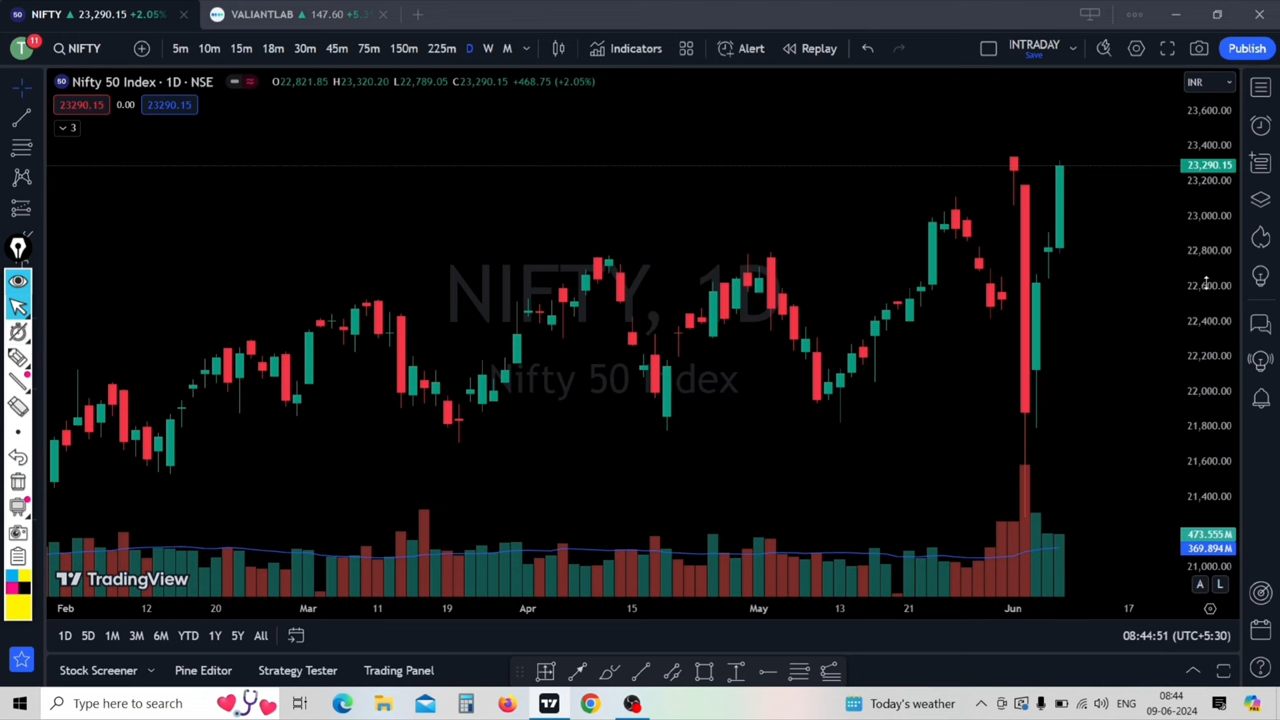 50 NIFTY ▲ 23,290.15 +2.05%
VALIANTLAB ▲ 147.60 +5.3
T 11
NIFTY
5m 10m 15m 18m 30m 45m 75m 150m 225m D W M
Indicators
Alert
Replay
INTRADAY
Save
Publish
50 Nifty 50 Index · 1D · NSE
O22,821.85 H23,320.20 L22,789.05 C23,290.15 +468.75 (+2.05%)
INR
23290.15 0.00 23290.15
3
NIFTY, 1D
Nifty 50 Index
23,600.00
23,400.00
23,290.15
23,200.00
23,000.00
22,800.00
22,600.00
22,400.00
22,200.00
22,000.00
21,800.00
21,600.00
21,400.00
473.555M
369.894M
21,000.00
A L
TradingView
Feb 12 20 Mar 11 19 Apr 15 May 13 21 Jun 17
1D 5D 1M 3M 6M YTD 1Y 5Y All
08:44:51 (UTC+5:30)
Stock Screener Pine Editor Strategy Tester Trading Panel
Type here to search
Today's weather
ENG
08:44
09-06-2024